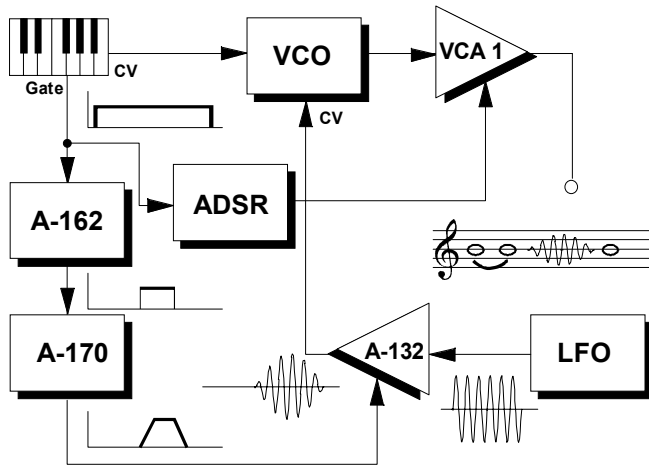 VCO
VCA 1
CV
Gate
CV
ADSR
A-162
A-170
A-132
LFO